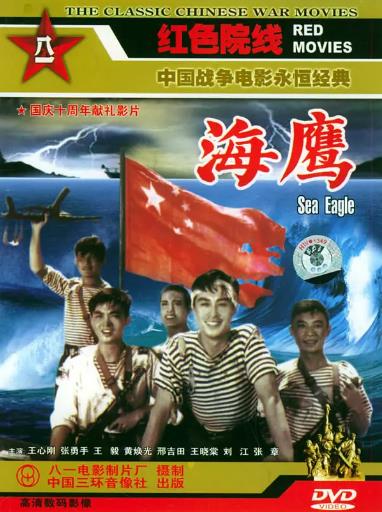 THE CLASSIC CHINESE WAR MOVIES
八一
红色院线 RED MOVIES
中国战争电影永恒经典
★ 国庆十周年献礼影片
海鹰
Sea Eagle
主演 王心刚 张勇手 王 毅 黄焕光 邢吉田 王晓棠 刘 江 张 章
八一电影制片厂 摄制
中国三环音像社 出版
高清数码影像
DVD
VIDEO